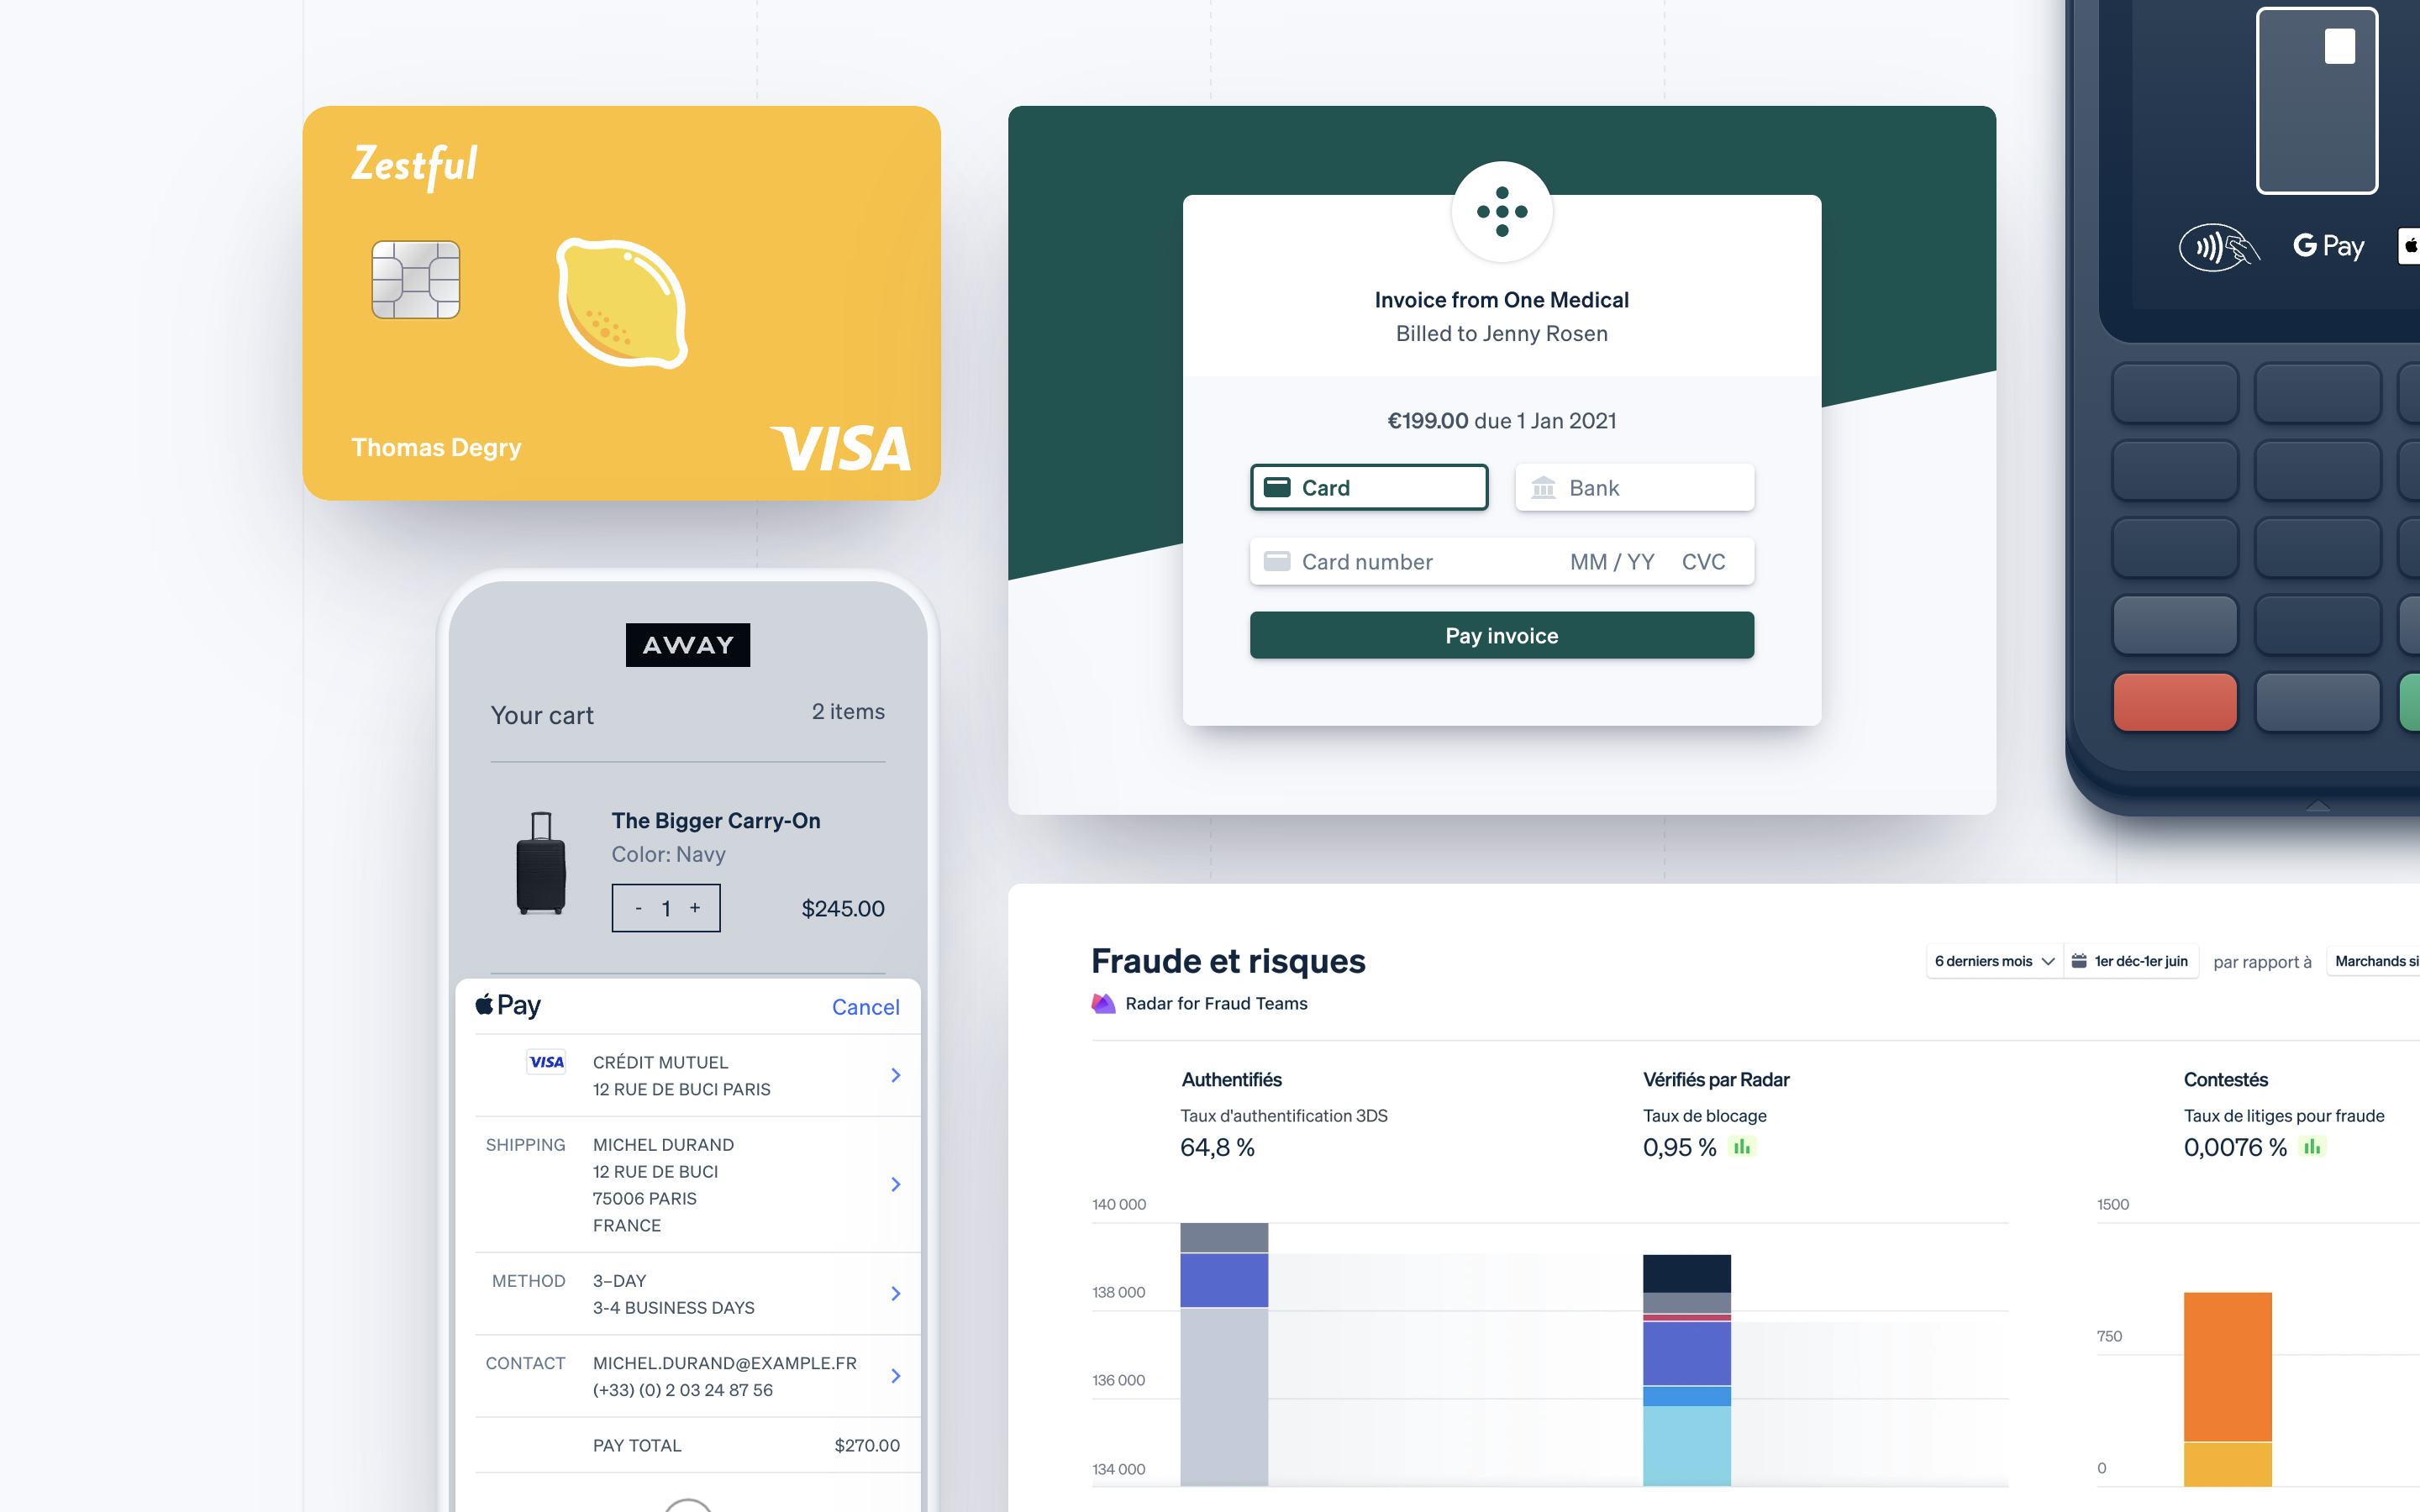 Zestful
Thomas Degry
VISA
AWAY
Your cart
2 items
The Bigger Carry-On
Color: Navy
- 1 +
$245.00
Pay
Cancel
VISA
CRÉDIT MUTUEL
12 RUE DE BUCI PARIS
SHIPPING
MICHEL DURAND
12 RUE DE BUCI
75006 PARIS
FRANCE
METHOD
3–DAY
3-4 BUSINESS DAYS
CONTACT
MICHEL.DURAND@EXAMPLE.FR
(+33) (0) 2 03 24 87 56
PAY TOTAL
$270.00
Invoice from One Medical
Billed to Jenny Rosen
€199.00 due 1 Jan 2021
Card
Bank
Card number
MM / YY
CVC
Pay invoice
G Pay
Fraude et risques
Radar for Fraud Teams
6 derniers mois
1er déc-1er juin
par rapport à
Marchands si
Authentifiés
Taux d'authentification 3DS
64,8 %
Vérifiés par Radar
Taux de blocage
0,95 %
Contestés
Taux de litiges pour fraude
0,0076 %
140 000
138 000
136 000
134 000
1500
750
0